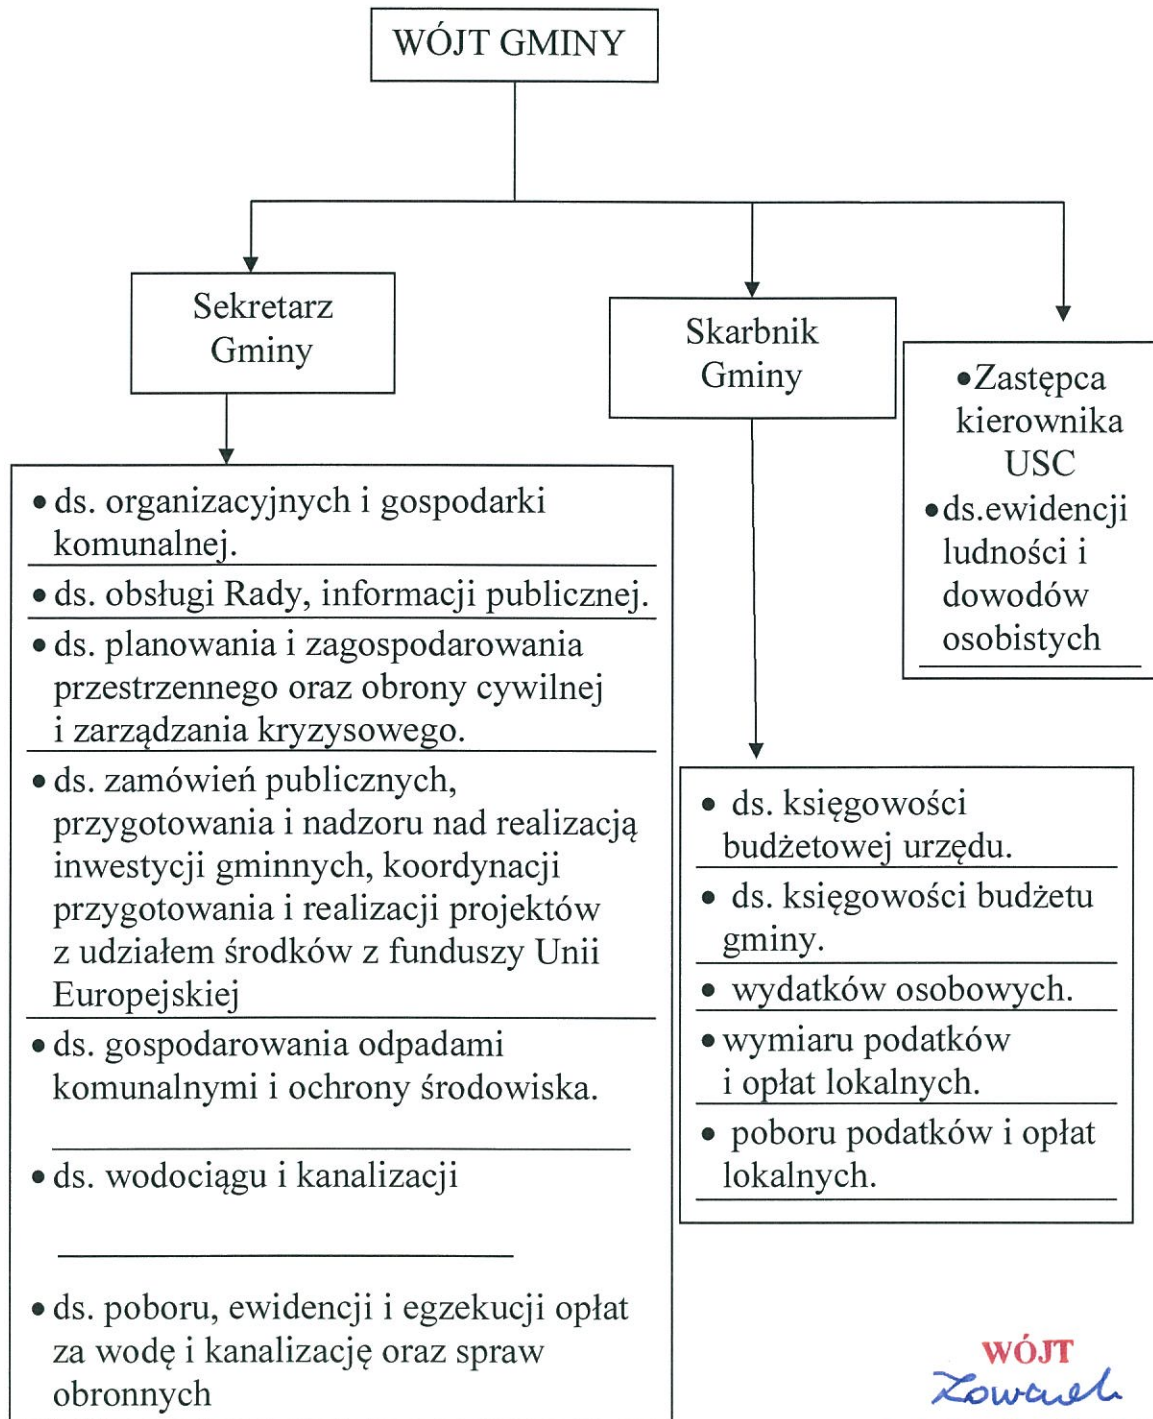 WÓJT GMINY
Sekretarz
Gminy
Skarbnik
Gminy
•Zastępca
kierownika
USC
•ds.ewidencji
ludności i
dowodów
osobistych
• ds. organizacyjnych i gospodarki
komunalnej.
• ds. obsługi Rady, informacji publicznej.
• ds. planowania i zagospodarowania
przestrzennego oraz obrony cywilnej
i zarządzania kryzysowego.
• ds. zamówień publicznych,
przygotowania i nadzoru nad realizacją
inwestycji gminnych, koordynacji
przygotowania i realizacji projektów
z udziałem środków z funduszy Unii
Europejskiej
• ds. gospodarowania odpadami
komunalnymi i ochrony środowiska.
• ds. wodociągu i kanalizacji
• ds. poboru, ewidencji i egzekucji opłat
za wodę i kanalizację oraz spraw
obronnych
• ds. księgowości
budżetowej urzędu.
• ds. księgowości budżetu
gminy.
• wydatków osobowych.
• wymiaru podatków
i opłat lokalnych.
• poboru podatków i opłat
lokalnych.
WÓJT